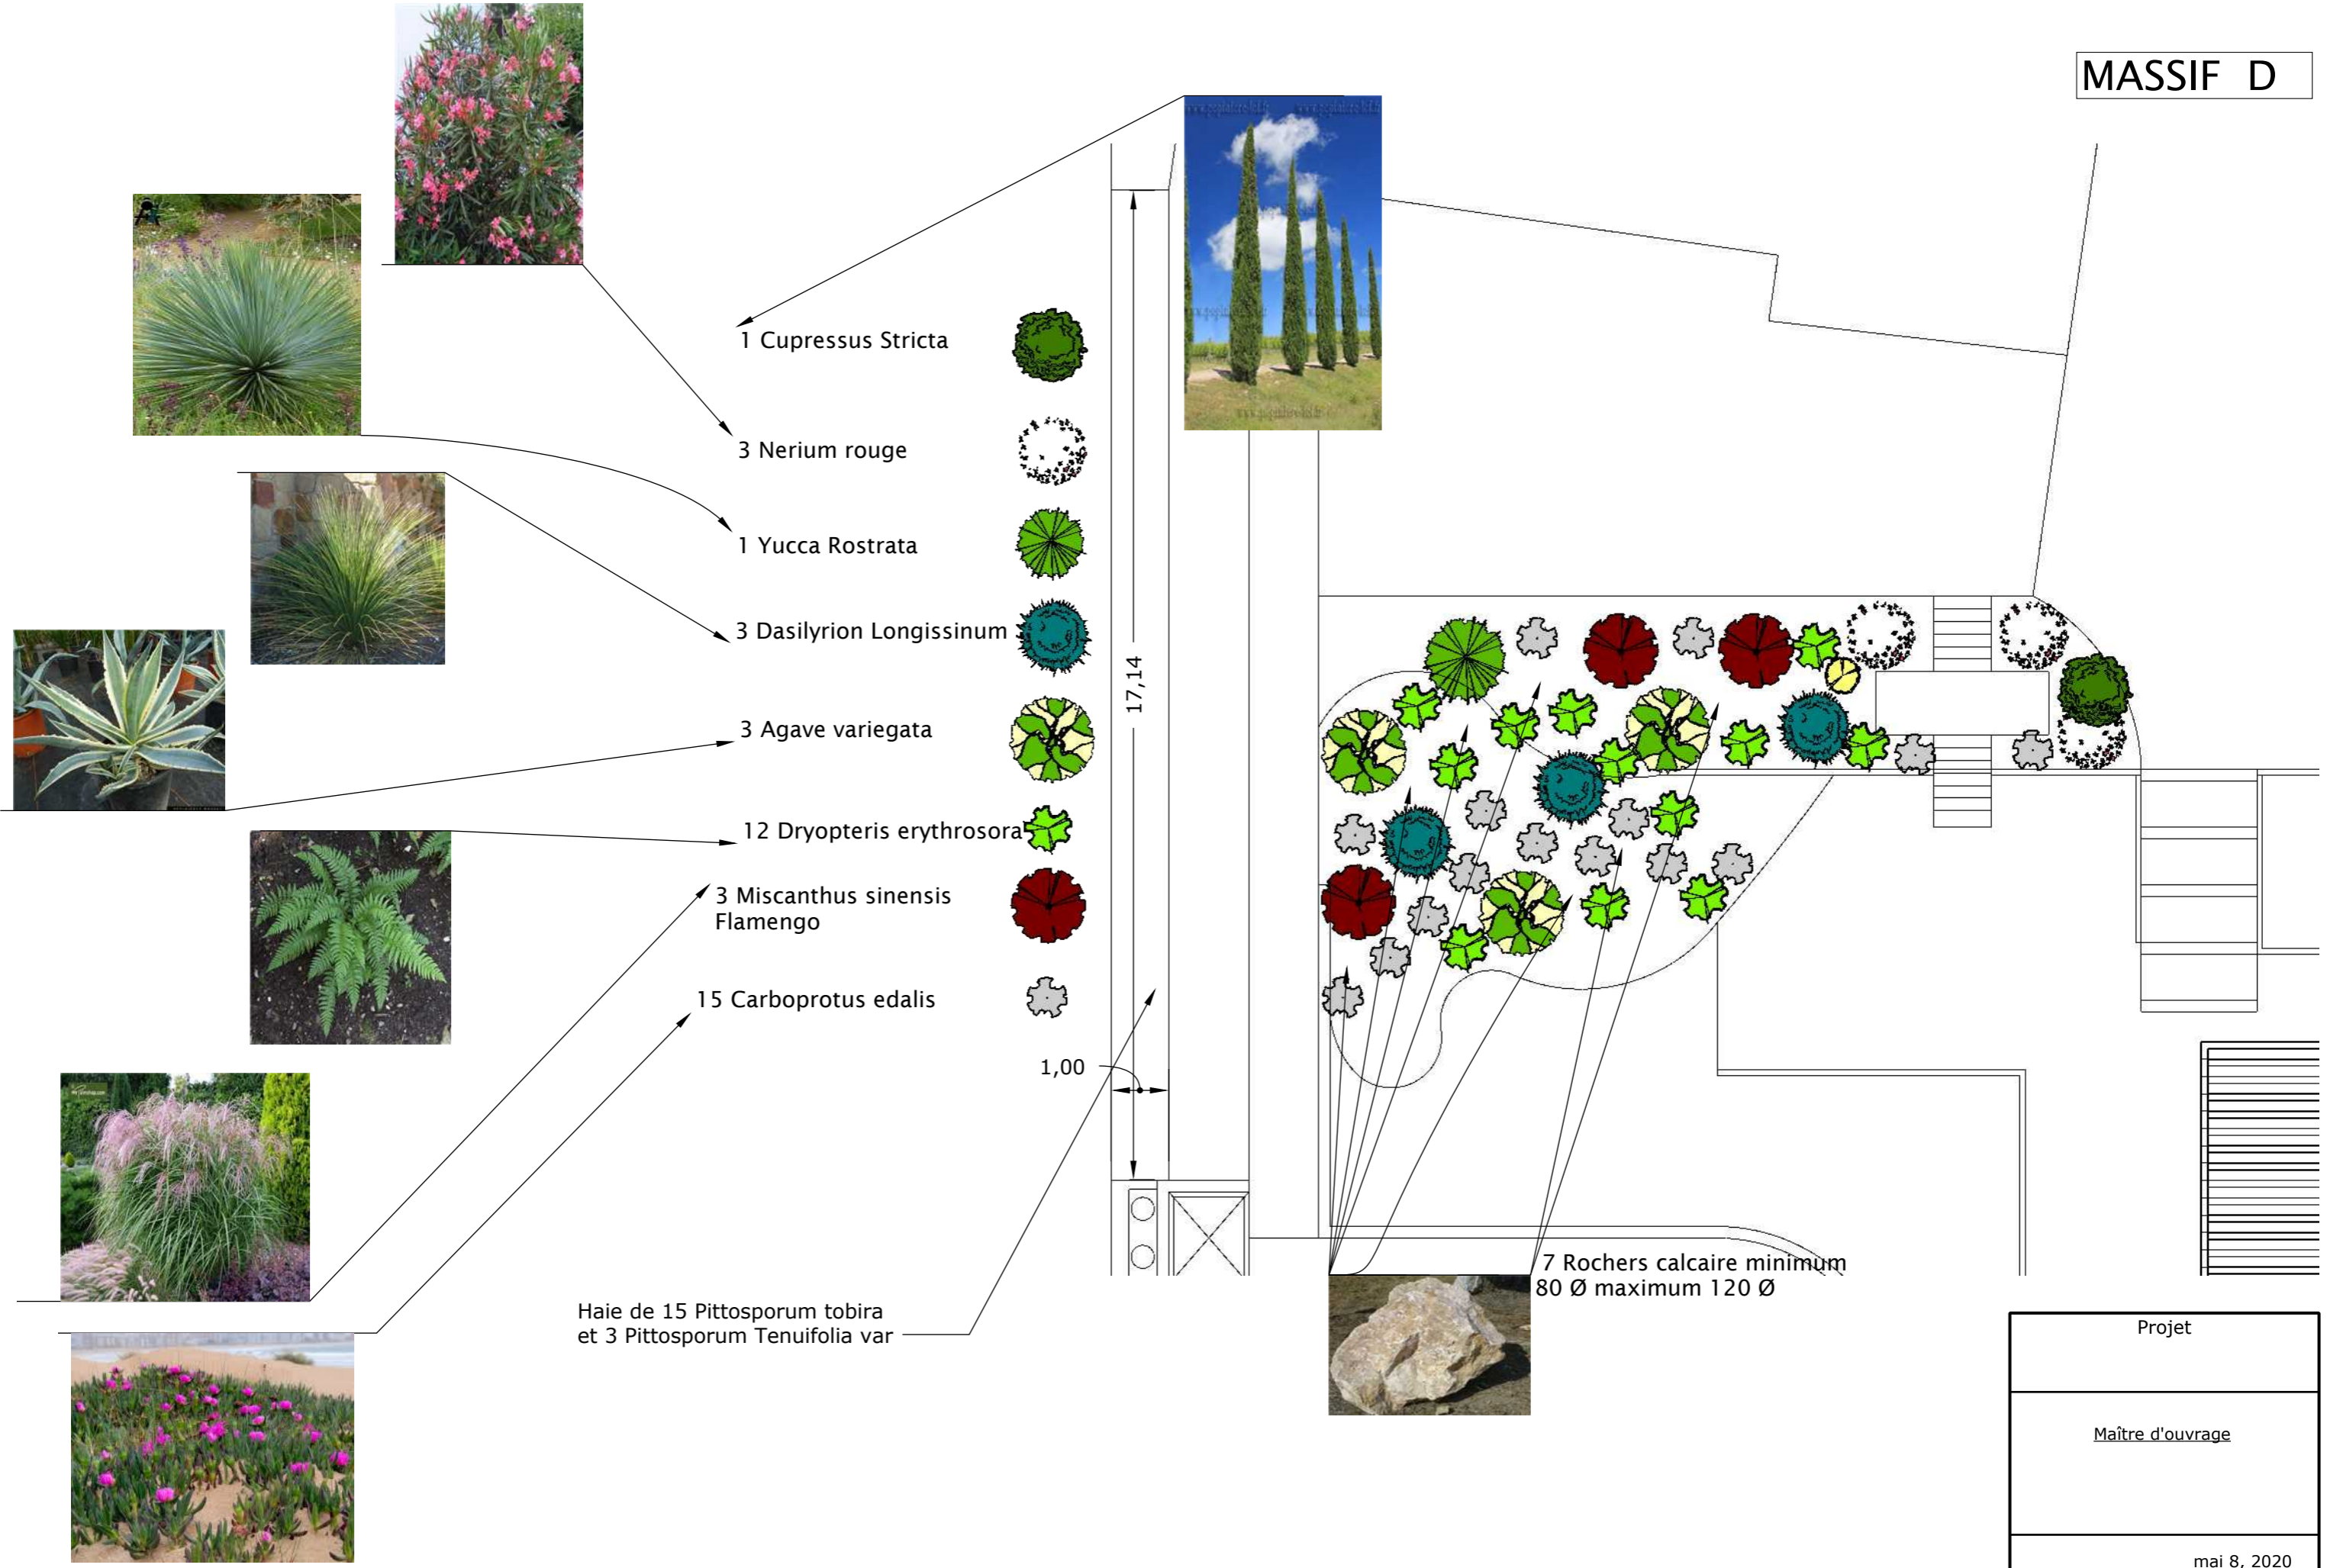 MASSIF D
1 Cupressus Stricta
3 Nerium rouge
1 Yucca Rostrata
3 Dasilyrion Longissinum
3 Agave variegata
12 Dryopteris erythrosora
3 Miscanthus sinensis
Flamengo
15 Carboprotus edalis
17,14
1,00
Haie de 15 Pittosporum tobira
et 3 Pittosporum Tenuifolia var
7 Rochers calcaire minimum
80 Ø maximum 120 Ø
Projet
Maître d'ouvrage
mai 8, 2020